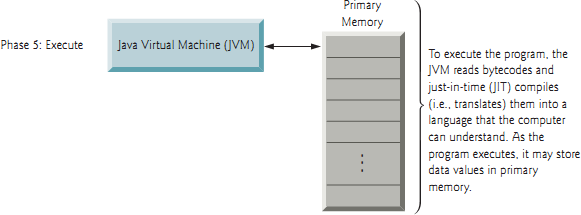 Primary
Memory
Phase 5: Execute
Java Virtual Machine (JVM)
To execute the program, the
JVM reads bytecodes and
just-in-time (JIT) compiles
(i.e., translates) them into a
language that the computer
can understand. As the
program executes, it may store
data values in primary
memory.